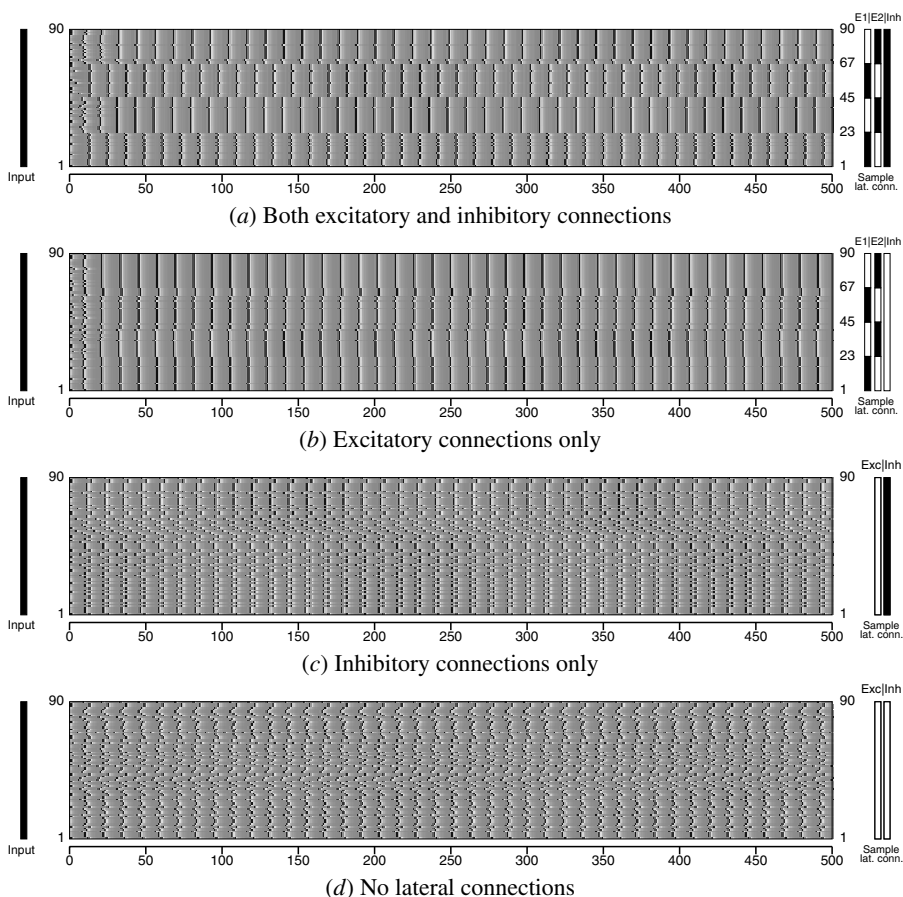 E1|E2|Inh
90 90
67
45
23
1 1
Input Sample
lat. conn.
0 50 100 150 200 250 300 350 400 450 500
(a) Both excitatory and inhibitory connections
E1|E2|Inh
90 90
67
45
23
1 1
Input Sample
lat. conn.
0 50 100 150 200 250 300 350 400 450 500
(b) Excitatory connections only
Exc|Inh
90 90
1 1
Input Sample
lat. conn.
0 50 100 150 200 250 300 350 400 450 500
(c) Inhibitory connections only
Exc|Inh
90 90
1 1
Input Sample
lat. conn.
0 50 100 150 200 250 300 350 400 450 500
(d) No lateral connections